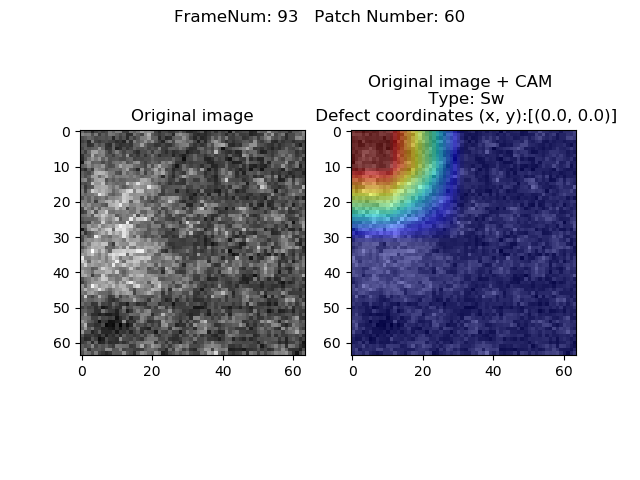 FrameNum: 93   Patch Number: 60
Original image
0
10
20
30
40
50
60
0 20 40 60
Original image + CAM
Type: Sw
Defect coordinates (x, y):[(0.0, 0.0)]
0
10
20
30
40
50
60
0 20 40 60